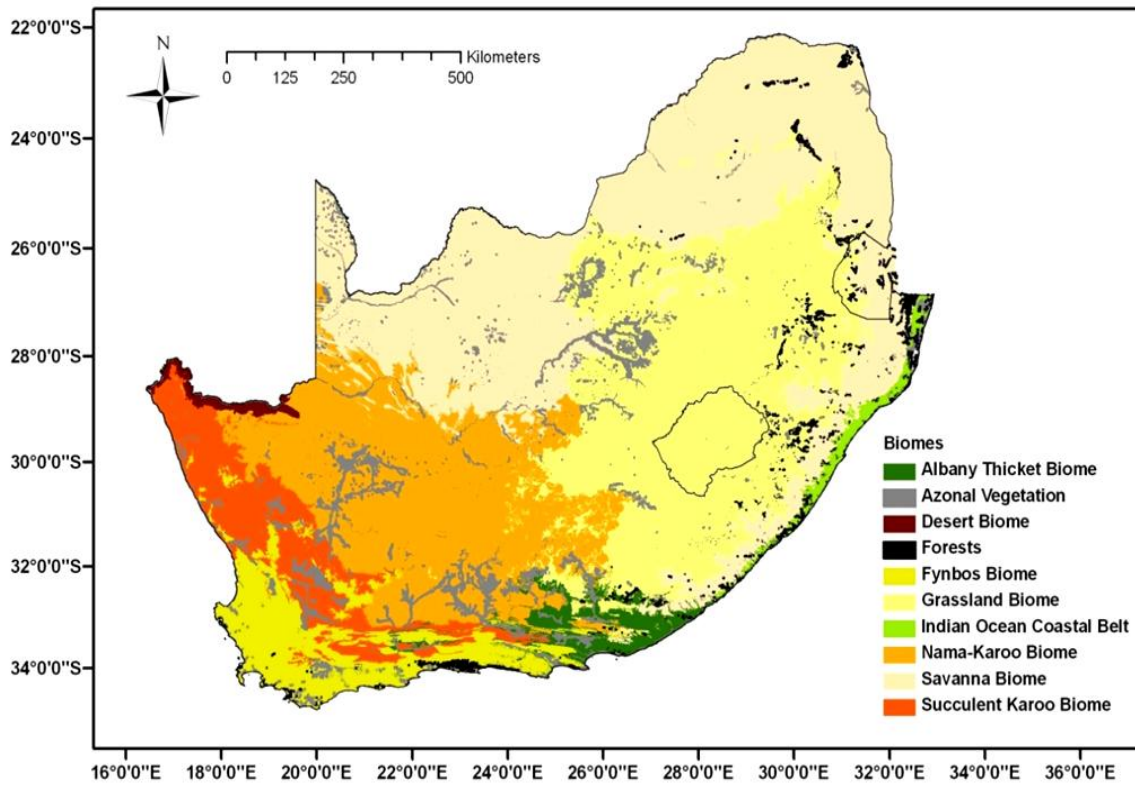 22°0'0"S
N
Kilometers
0 125 250 500
24°0'0"S
26°0'0"S
28°0'0"S
30°0'0"S
32°0'0"S
34°0'0"S
Biomes
Albany Thicket Biome
Azonal Vegetation
Desert Biome
Forests
Fynbos Biome
Grassland Biome
Indian Ocean Coastal Belt
Nama-Karoo Biome
Savanna Biome
Succulent Karoo Biome
16°0'0"E 18°0'0"E 20°0'0"E 22°0'0"E 24°0'0"E 26°0'0"E 28°0'0"E 30°0'0"E 32°0'0"E 34°0'0"E 36°0'0"E